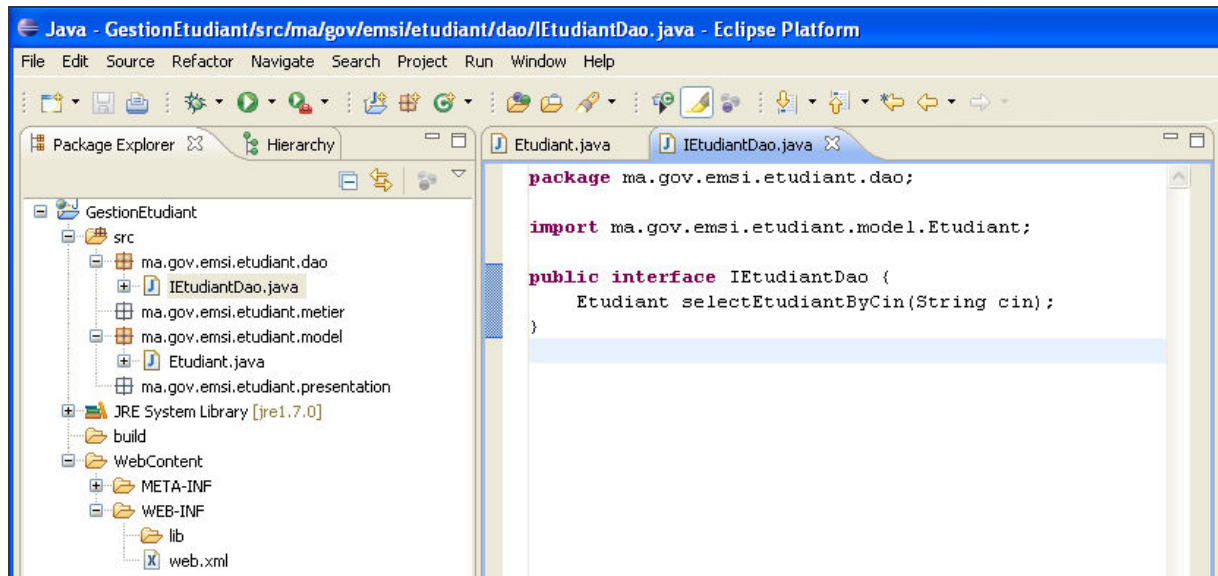 Java - GestionEtudiant/src/ma/gov/emsi/etudiant/dao/IEtudiantDao.java - Eclipse Platform
File Edit Source Refactor Navigate Search Project Run Window Help
Package Explorer Hierarchy
GestionEtudiant
src
ma.gov.emsi.etudiant.dao
IEtudiantDao.java
ma.gov.emsi.etudiant.metier
ma.gov.emsi.etudiant.model
Etudiant.java
ma.gov.emsi.etudiant.presentation
JRE System Library [jre1.7.0]
build
WebContent
META-INF
WEB-INF
lib
web.xml
Etudiant.java IEtudiantDao.java
package ma.gov.emsi.etudiant.dao;
import ma.gov.emsi.etudiant.model.Etudiant;
public interface IEtudiantDao {
Etudiant selectEtudiantByCin(String cin);
}